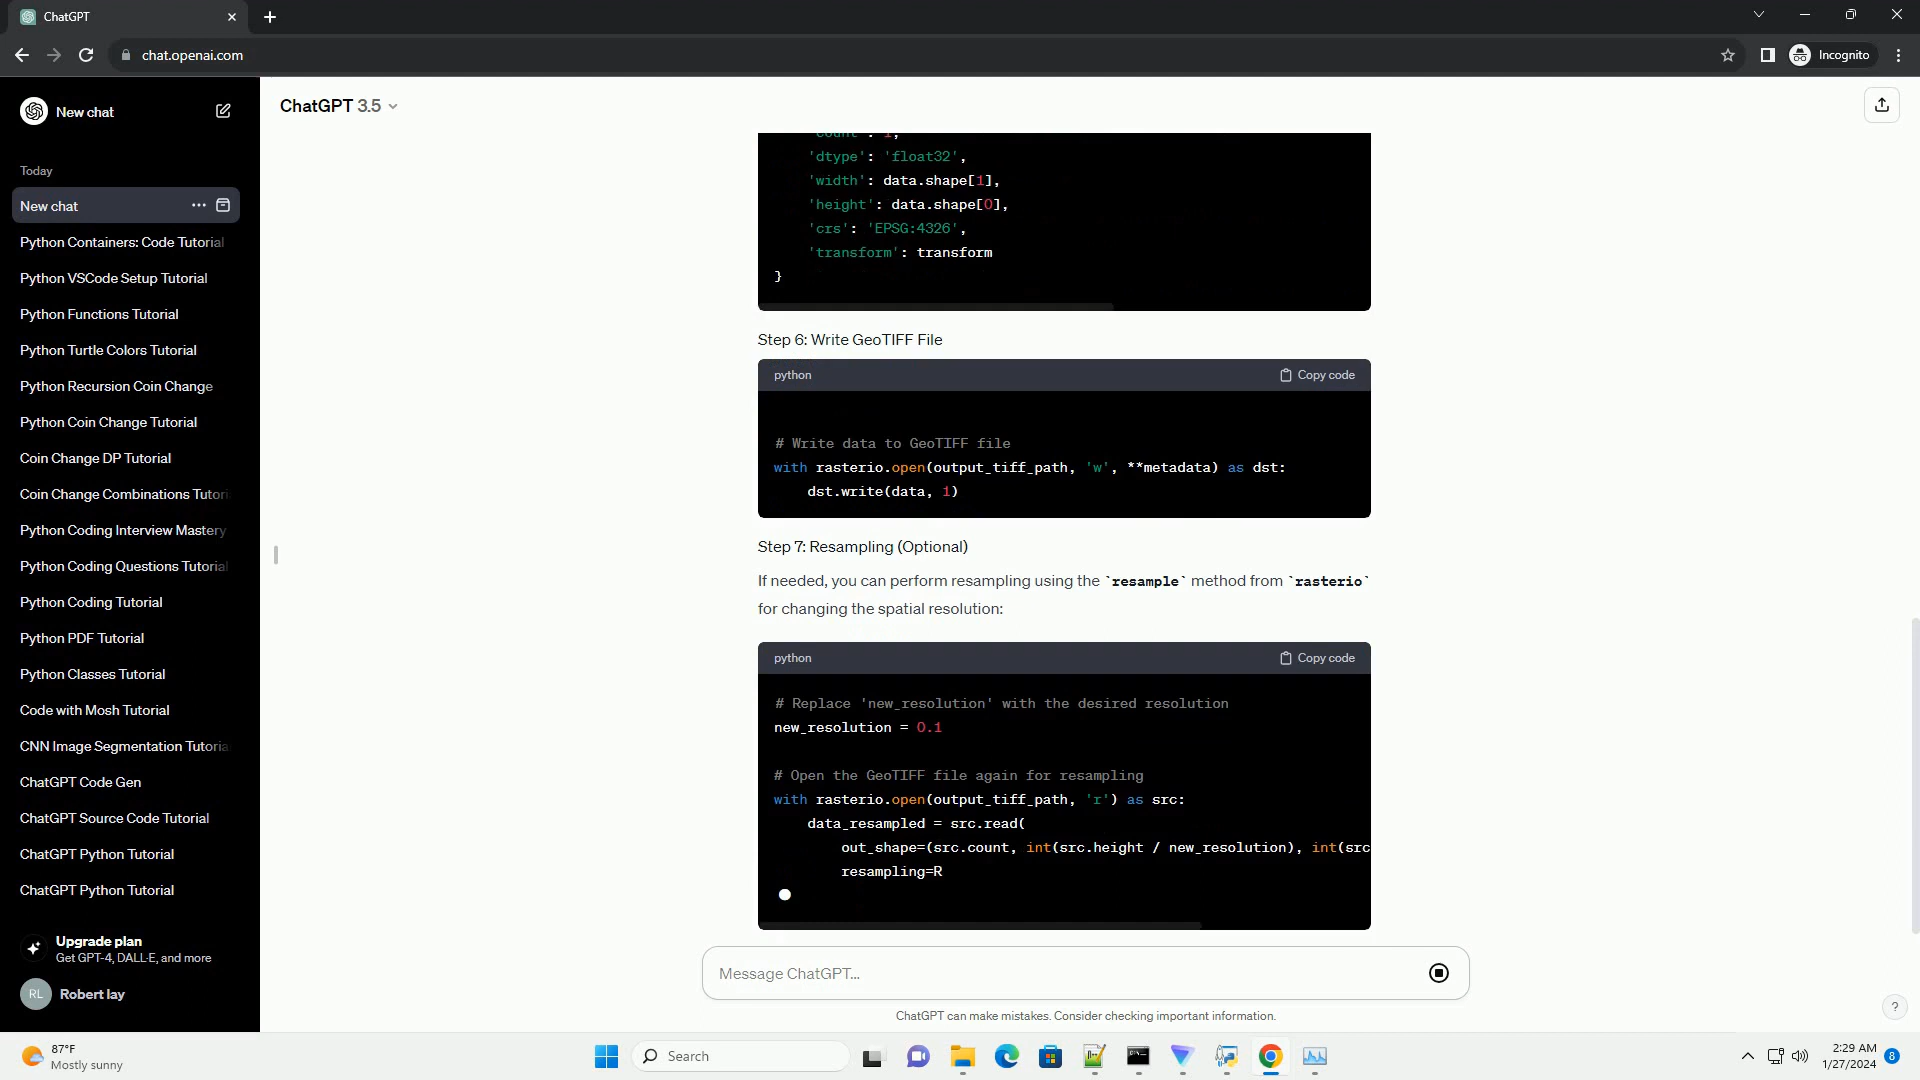 ChatGPT
chat.openai.com
Incognito
New chat
ChatGPT 3.5
Today
New chat
Python Containers: Code Tutorial
Python VSCode Setup Tutorial
Python Functions Tutorial
Python Turtle Colors Tutorial
Python Recursion Coin Change
Python Coin Change Tutorial
Coin Change DP Tutorial
Coin Change Combinations Tutori
Python Coding Interview Mastery
Python Coding Questions Tutorial
Python Coding Tutorial
Python PDF Tutorial
Python Classes Tutorial
Code with Mosh Tutorial
CNN Image Segmentation Tutoria
ChatGPT Code Gen
ChatGPT Source Code Tutorial
ChatGPT Python Tutorial
ChatGPT Python Tutorial
Upgrade plan
Get GPT-4, DALL·E, and more
RL Robert lay
'count': 1,
'dtype': 'float32',
'width': data.shape[1],
'height': data.shape[0],
'crs': 'EPSG:4326',
'transform': transform
}
Step 6: Write GeoTIFF File
python Copy code
# Write data to GeoTIFF file
with rasterio.open(output_tiff_path, 'w', **metadata) as dst:
dst.write(data, 1)
Step 7: Resampling (Optional)
If needed, you can perform resampling using the `resample` method from `rasterio`
for changing the spatial resolution:
python Copy code
# Replace 'new_resolution' with the desired resolution
new_resolution = 0.1
# Open the GeoTIFF file again for resampling
with rasterio.open(output_tiff_path, 'r') as src:
data_resampled = src.read(
out_shape=(src.count, int(src.height / new_resolution), int(src
resampling=R
Message ChatGPT...
ChatGPT can make mistakes. Consider checking important information.
?
87°F
Mostly sunny
Search
2:29 AM
1/27/2024
8